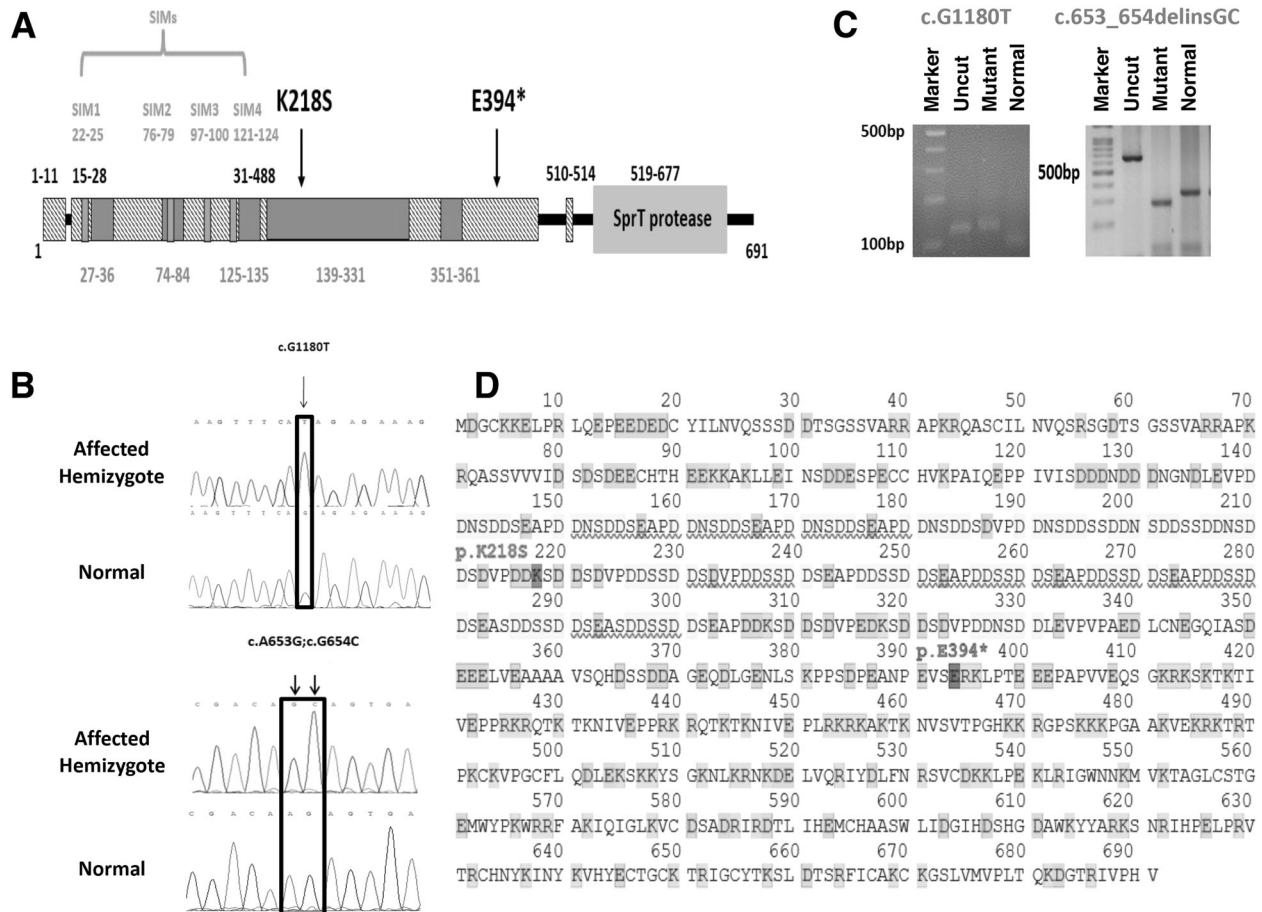 A
SIMs
SIM1 SIM2 SIM3 SIM4
22-25 76-79 97-100 121-124
K218S E394*
1-11 15-28 31-488 510-514 519-677
SprT protease
1 691
27-36 74-84 125-135 139-331 351-361
C
c.G1180T c.653_654delinsGC
Marker Uncut Mutant Normal
Marker Uncut Mutant Normal
500bp
100bp
500bp
B
c.G1180T
Affected Hemizygote
A A G T T T C A T A G A G A A A G
A A G T T T C A G A G A G A A A G
Normal
c.A653G;c.G654C
Affected Hemizygote
C G A C A G C A G T G A
C G A C A A G A G T G A
Normal
D
10 20 30 40 50 60 70
MDGCKKELPR LQEPEEDEDC YILNVQSSSD DTSGSSVARR APKRQASCIL NVQSRSGDTS GSSVARRAPK
80 90 100 110 120 130 140
RQASSVVVID SDSDEECHTH EEKKAKLLEI NSDDESPECC HVKPAIQEPP IVISDDDNDD DNGNDLEVPD
150 160 170 180 190 200 210
DNSDDSEAPD DNSDDSEAPD DNSDDSEAPD DNSDDSEAPD DNSDDSDVPD DNSDDSSDDN SDDSSDDNSD
p.K218S 220 230 240 250 260 270 280
DSDVPDDKSD DSDVPDDSSD DSDVPDDSSD DSEAPDDSSD DSEAPDDSSD DSEAPDDSSD DSEAPDDSSD
290 300 310 320 330 340 350
DSEASDDSSD DSEASDDSSD DSEAPDDKSD DSDVPEDKSD DSDVPDDNSD DLEVPVPAED LCNEGQIASD
360 370 380 390 p.E394* 400 410 420
EEELVEAAAA VSQHDSSDDA GEQDLGENLS KPPSDPEANP EVSERKLPTE EEPAPVVEQS GKRKSKTKTI
430 440 450 460 470 480 490
VEPPRKRQTK TKNIVEPPRK RQTKTKNIVE PLRKRKAKTK NVSVTPGHKK RGPSKKKPGA AKVEKRKTRT
500 510 520 530 540 550 560
PKCKVPGCFL QDLEKSKKYS GKNLKRNKDE LVQRIYDLFN RSVCDKKLPE KLRIGWNNKM VKTAGLCSTG
570 580 590 600 610 620 630
EMWYPKWRRF AKIQIGLKVC DSADRIRDTL IHEMCHAASW LIDGIHDSHG DAWKYYARKS NRIHPELPRV
640 650 660 670 680 690
TRCHNYKINY KVHYECTGCK TRIGCYTKSL DTSRFICAKC KGSLVMVPLT QKDGTRIVPH V